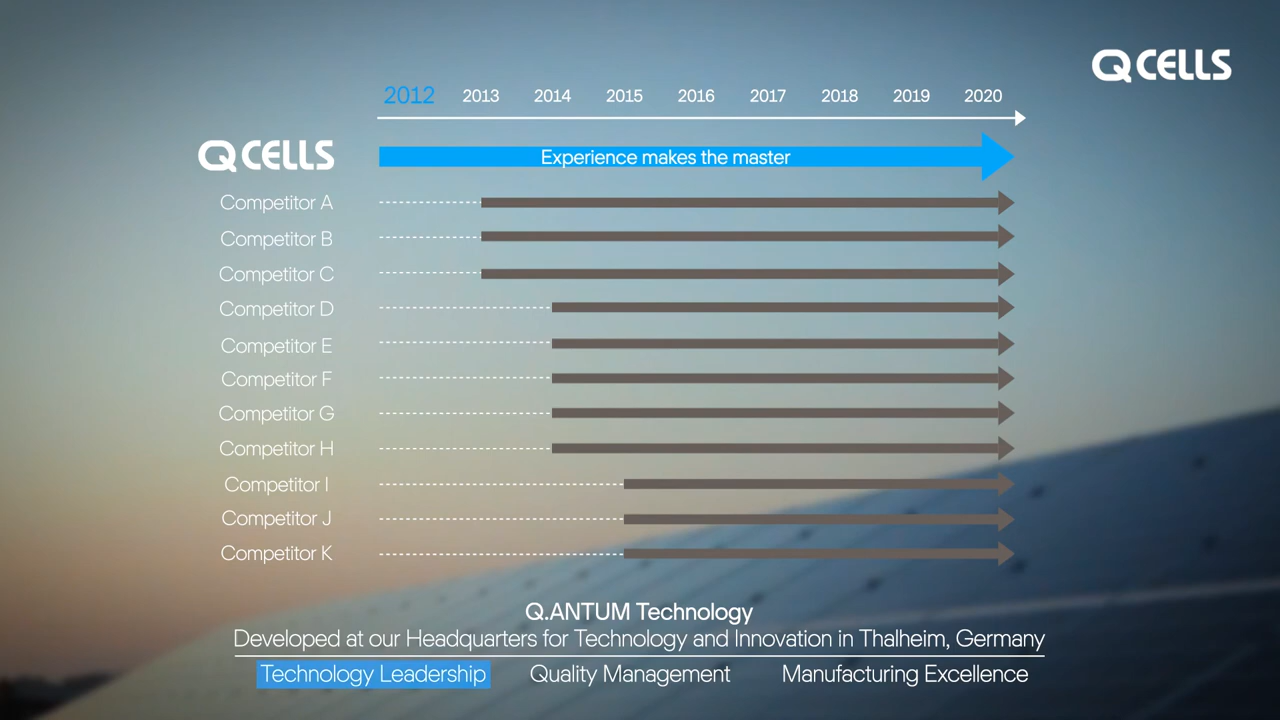 Q CELLS
2012 2013 2014 2015 2016 2017 2018 2019 2020
Q CELLS
Experience makes the master
Competitor A
Competitor B
Competitor C
Competitor D
Competitor E
Competitor F
Competitor G
Competitor H
Competitor I
Competitor J
Competitor K
Q.ANTUM Technology
Developed at our Headquarters for Technology and Innovation in Thalheim, Germany
Technology Leadership Quality Management Manufacturing Excellence